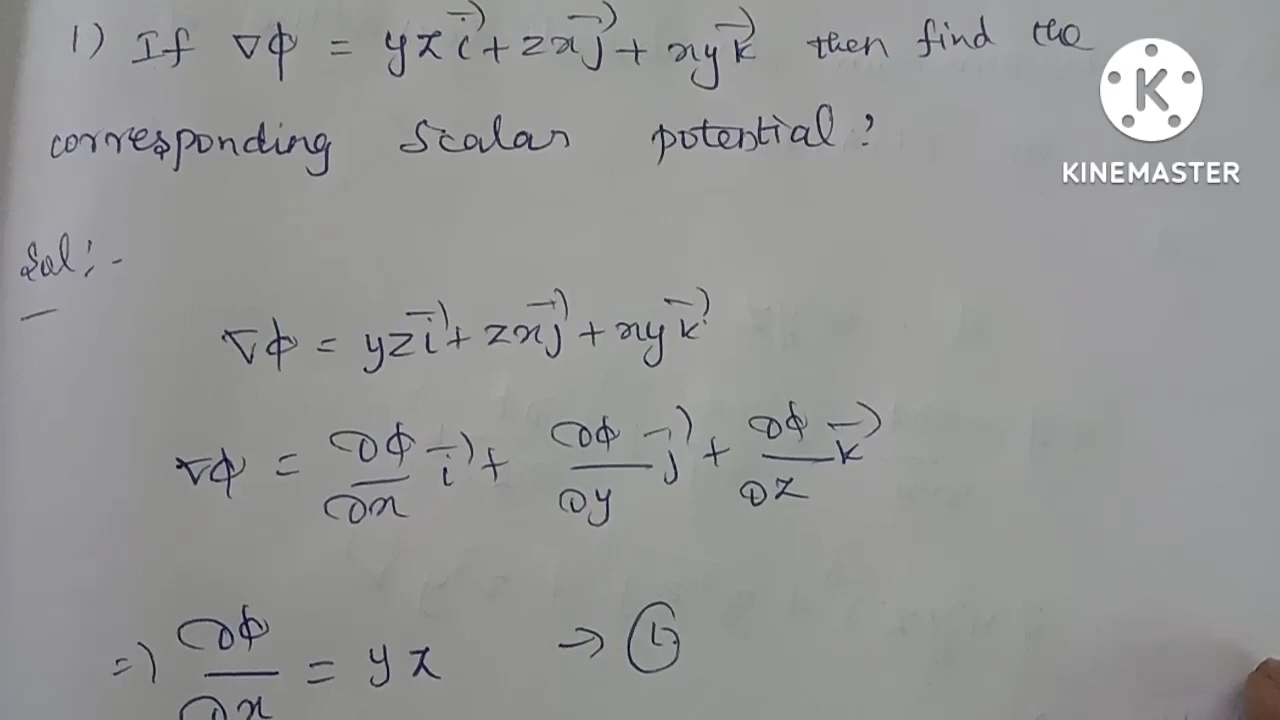 1) If ∇ϕ = yz i⃗ + zx j⃗ + xy k⃗ then find the
corresponding scalar potential?
K
KINEMASTER
Sol:-
∇ϕ = yz i⃗ + zx j⃗ + xy k⃗
∇ϕ = ∂ϕ/∂x i⃗ + ∂ϕ/∂y j⃗ + ∂ϕ/∂z k⃗
=) ∂ϕ/∂x = yz → ①